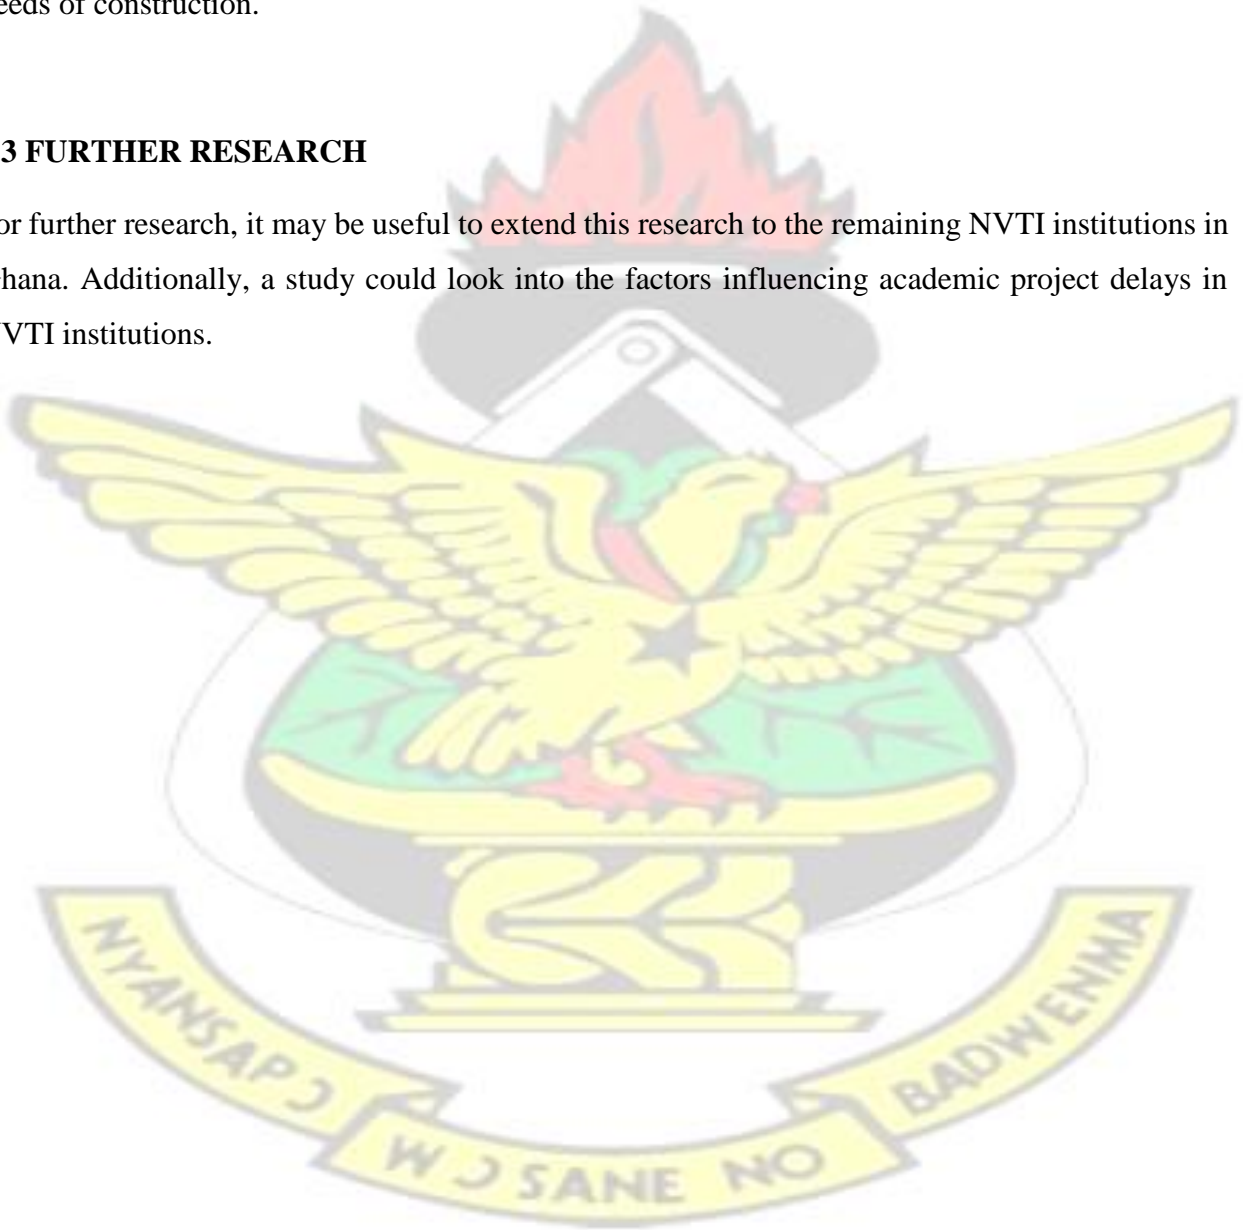 eeds of construction.
3 FURTHER RESEARCH
or further research, it may be useful to extend this research to the remaining NVTI institutions in
hana. Additionally, a study could look into the factors influencing academic project delays in
VTI institutions.
NYANSAPƆ
WƆSANE NO
BADWENMA